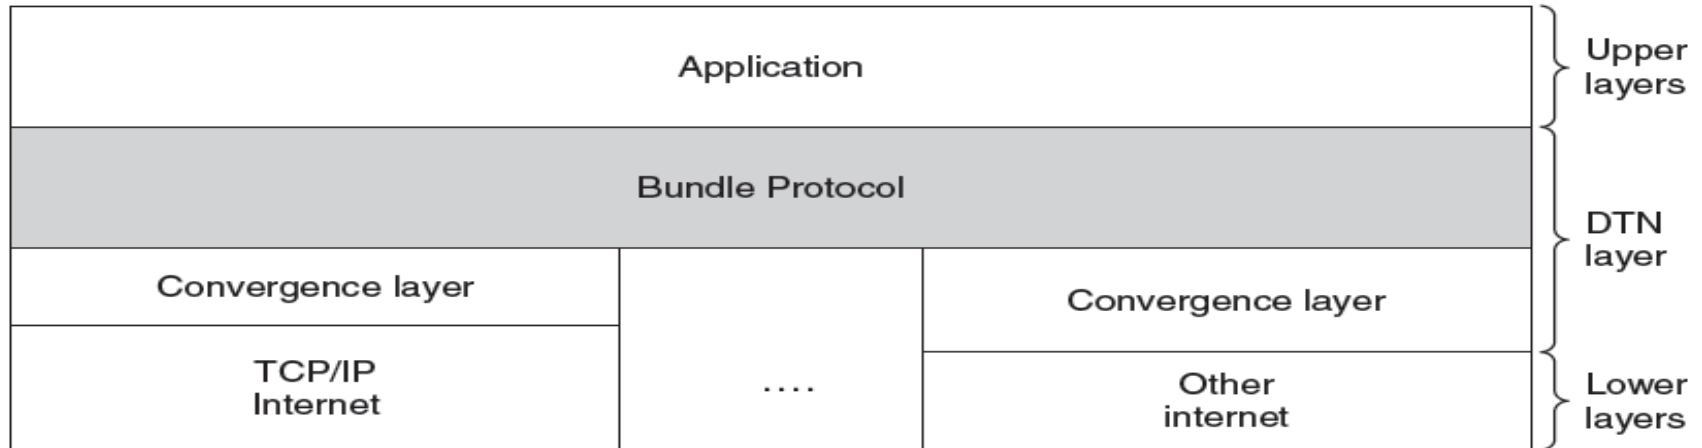 Application
Upper
layers
Bundle Protocol
DTN
layer
Convergence layer
Convergence layer
TCP/IP
Internet
....
Other
internet
Lower
layers